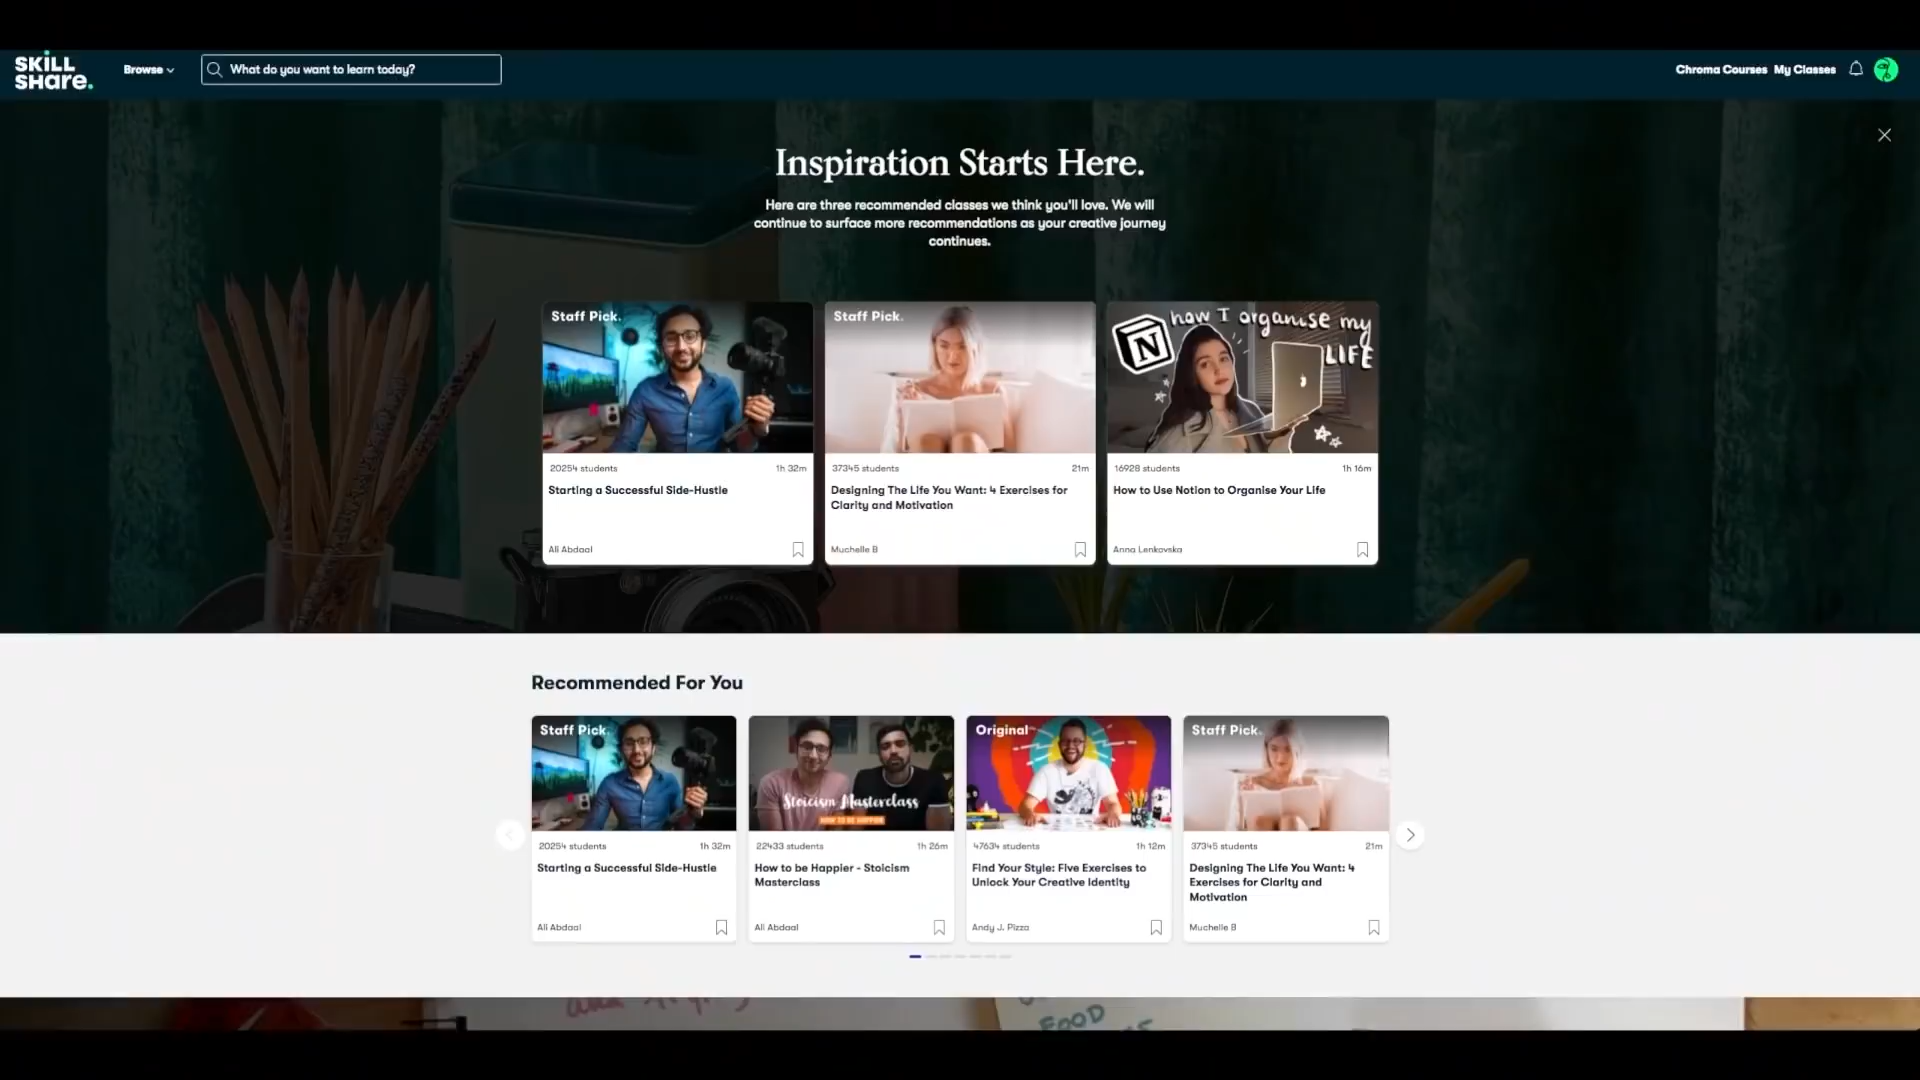 SKILL
SHare.
Browse
What do you want to learn today?
Chroma Courses My Classes
Inspiration Starts Here.
Here are three recommended classes we think you'll love. We will
continue to surface more recommendations as your creative journey
continues.
Staff Pick.
20254 students 1h 32m
Starting a Successful Side-Hustle
Ali Abdaal
Staff Pick.
37345 students 21m
Designing The Life You Want: 4 Exercises for
Clarity and Motivation
Muchelle B
N
how I organise my
LIFE
16928 students 1h 16m
How to Use Notion to Organise Your Life
Anna Lenkovska
Recommended For You
Staff Pick.
20254 students 1h 32m
Starting a Successful Side-Hustle
Ali Abdaal
Stoicism Masterclass
HOW TO BE HAPPIER
22433 students 1h 26m
How to be Happier - Stoicism
Masterclass
Ali Abdaal
Original
47634 students 1h 12m
Find Your Style: Five Exercises to
Unlock Your Creative Identity
Andy J. Pizza
Staff Pick.
37345 students 21m
Designing The Life You Want: 4
Exercises for Clarity and
Motivation
Muchelle B
FOOD